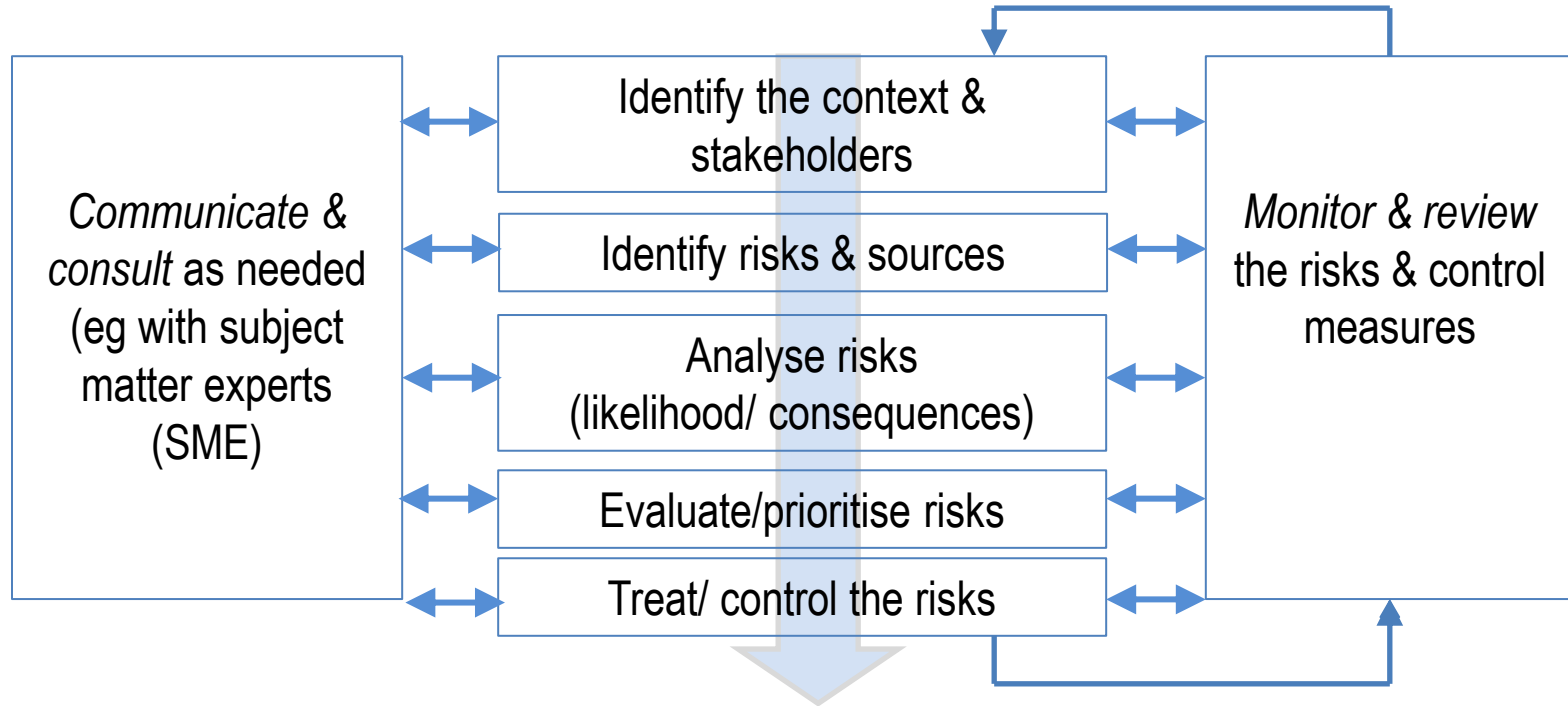 Communicate &
consult as needed
(eg with subject
matter experts
(SME)
Identify the context &
stakeholders
Identify risks & sources
Analyse risks
(likelihood/ consequences)
Evaluate/prioritise risks
Treat/ control the risks
Monitor & review
the risks & control
measures